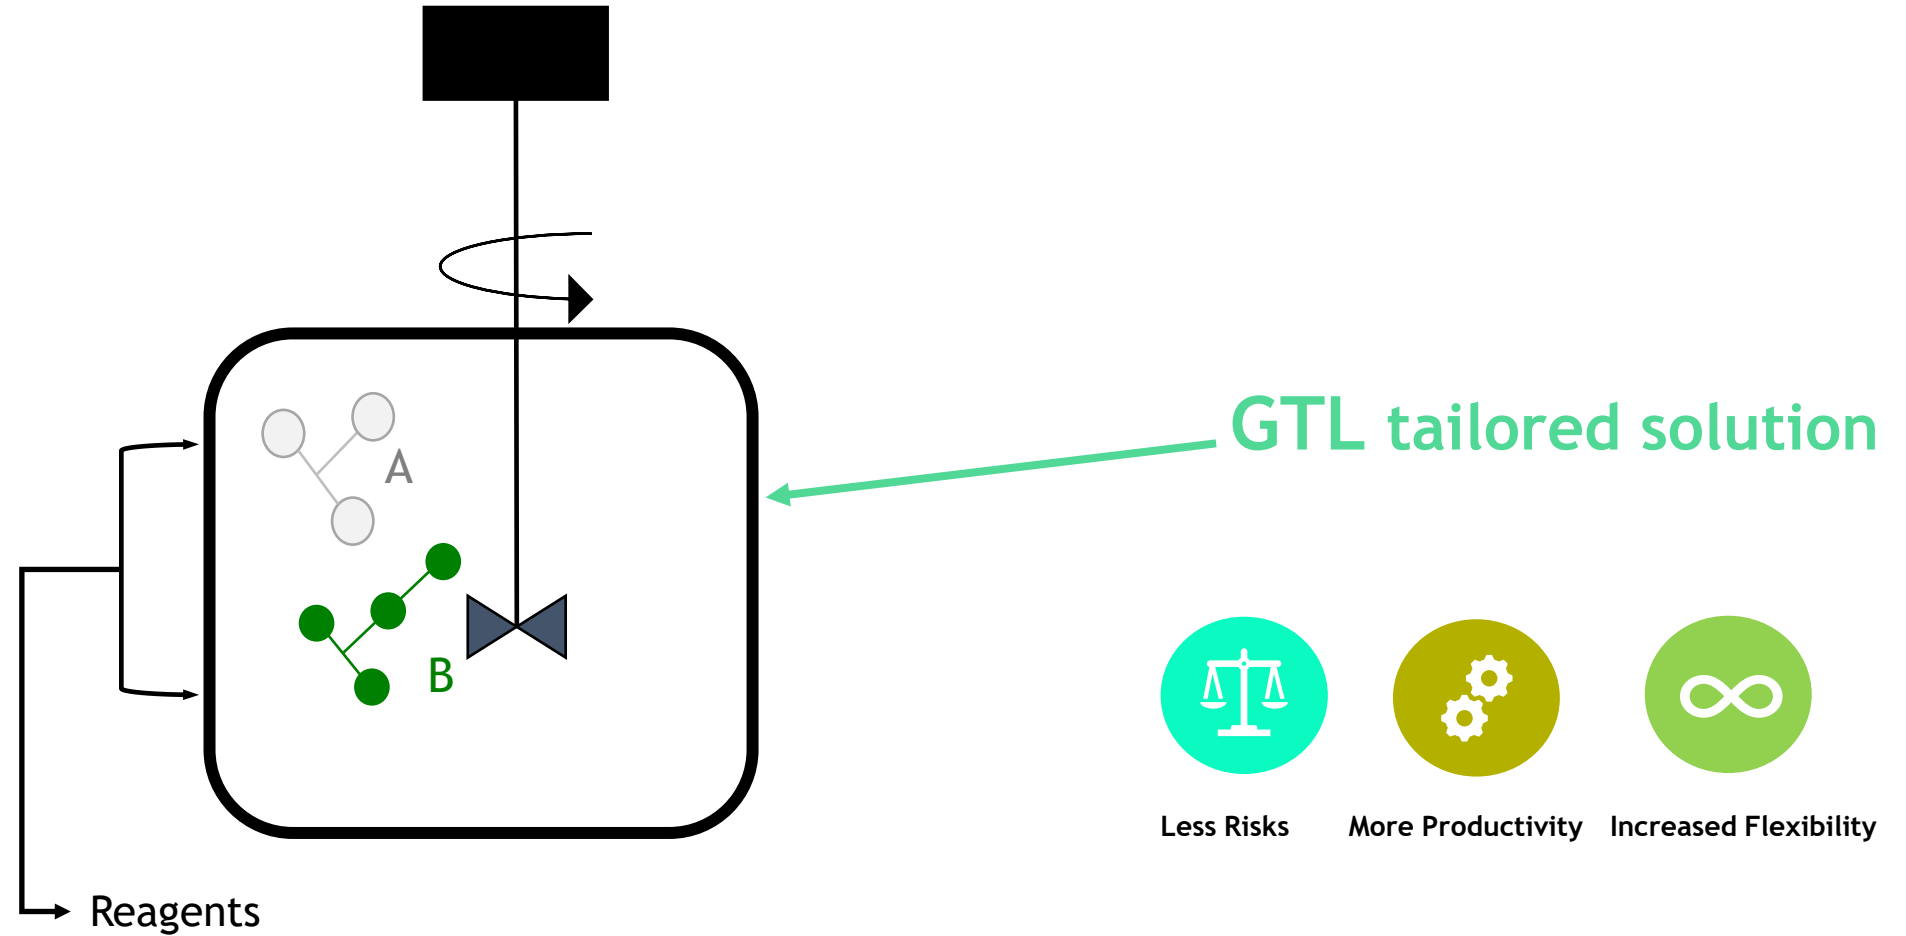 A
GTL tailored solution
B
Less Risks
More Productivity
Increased Flexibility
Reagents